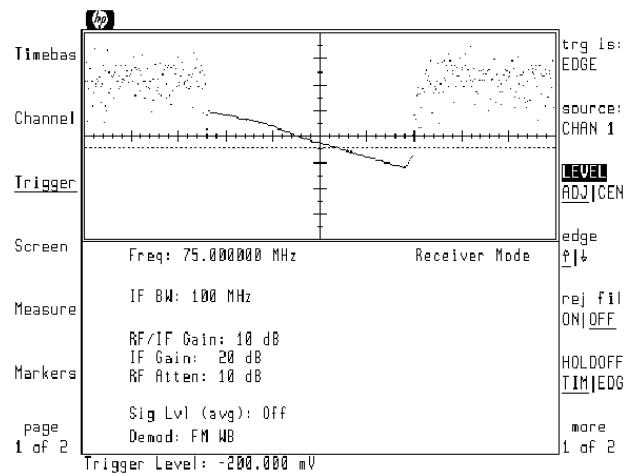 hp
Timebas
Channel
Trigger
Screen
Measure
Markers
page
1 of 2
trg is:
EDGE
source:
CHAN 1
LEVEL
ADJ|CEN
edge
↑|↓
rej fil
ON|OFF
HOLDOFF
TIM|EDG
more
1 of 2
Freq: 75.000000 MHz
Receiver Mode
IF BW: 100 MHz
RF/IF Gain: 10 dB
IF Gain: 20 dB
RF Atten: 10 dB
Sig Lvl (avg): Off
Demod: FM WB
Trigger Level: -200.000 mV